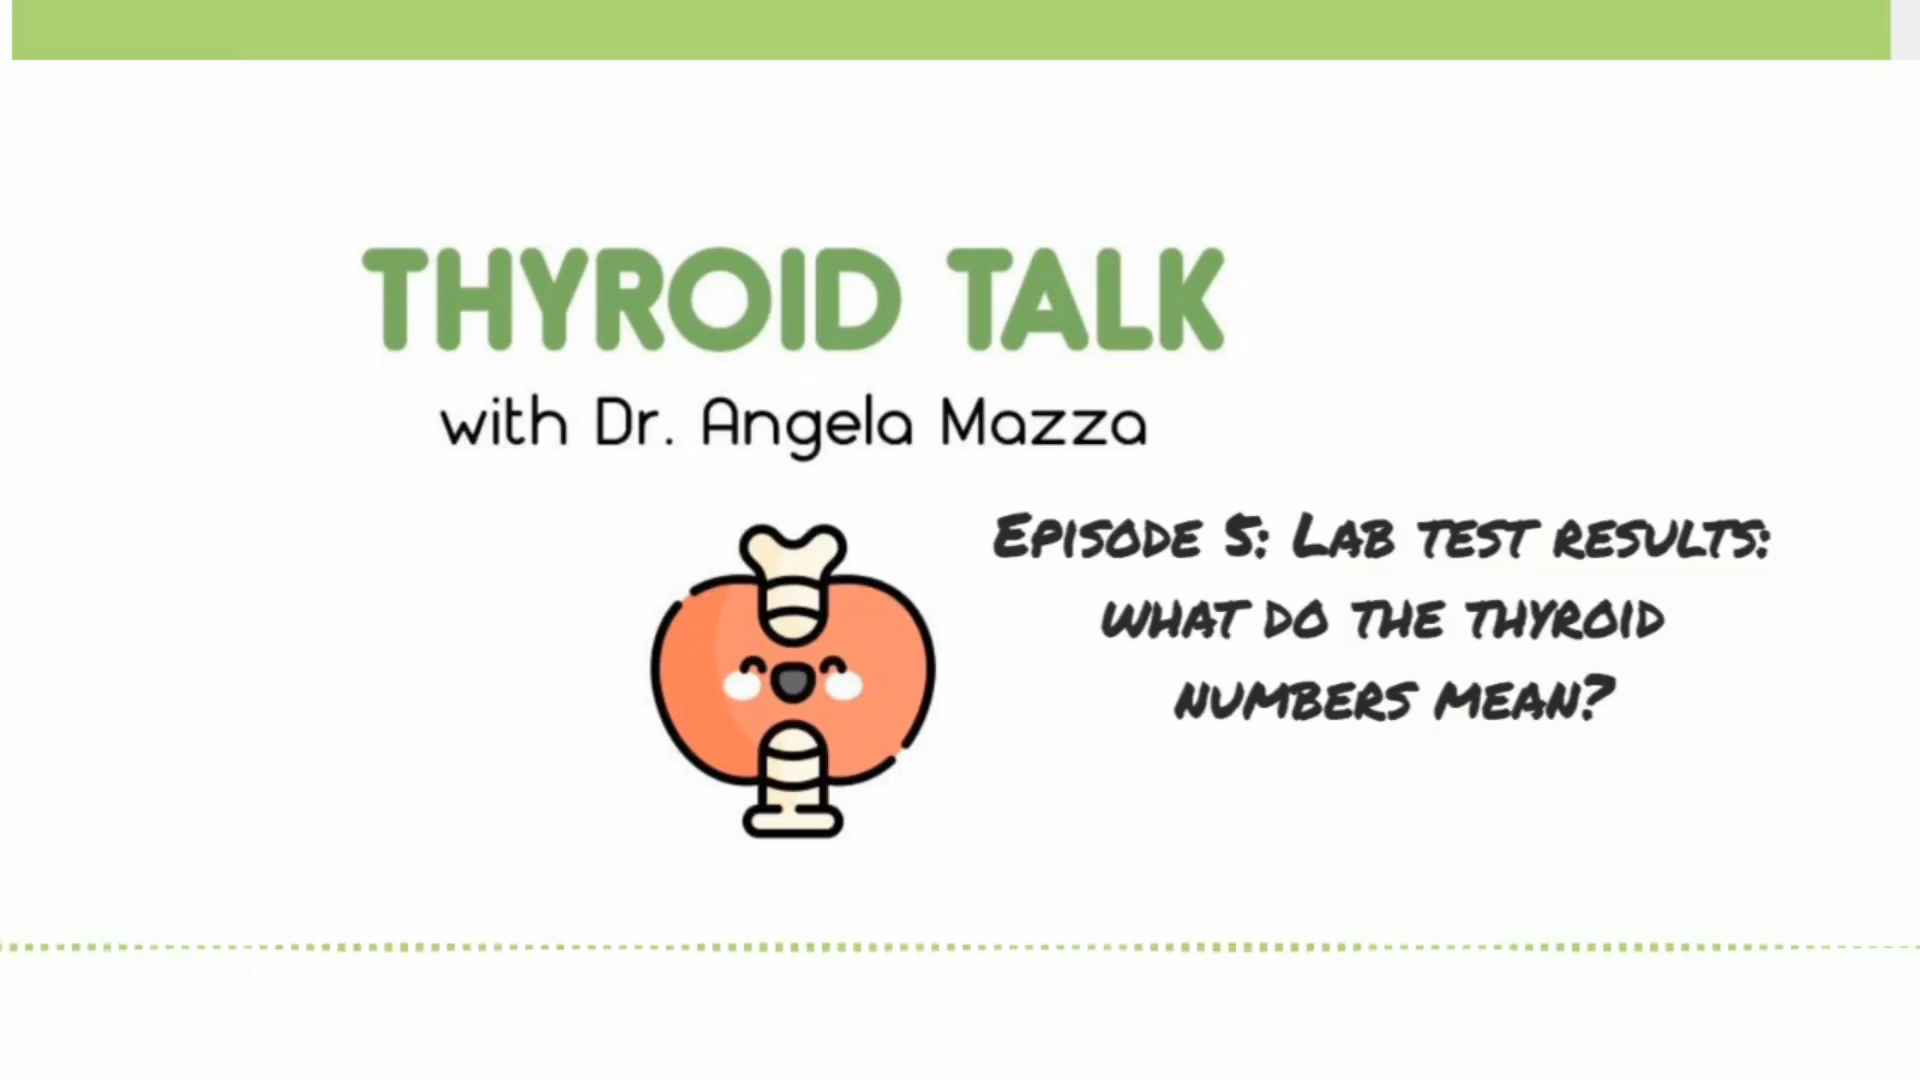 THYROID TALK
with Dr. Angela Mazza
Episode 5: Lab test results:
what do the thyroid
numbers mean?